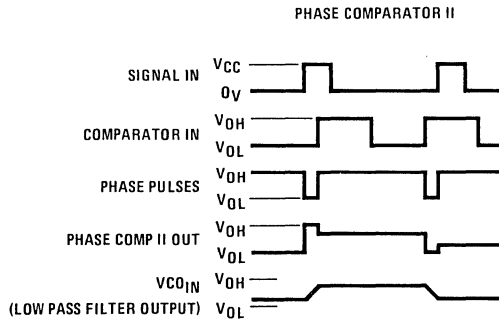 PHASE COMPARATOR II
SIGNAL IN
VCC
0V
COMPARATOR IN
VOH
VOL
PHASE PULSES
VOH
VOL
PHASE COMP II OUT
VOH
VOL
VCOIN
(LOW PASS FILTER OUTPUT)
VOH
VOL